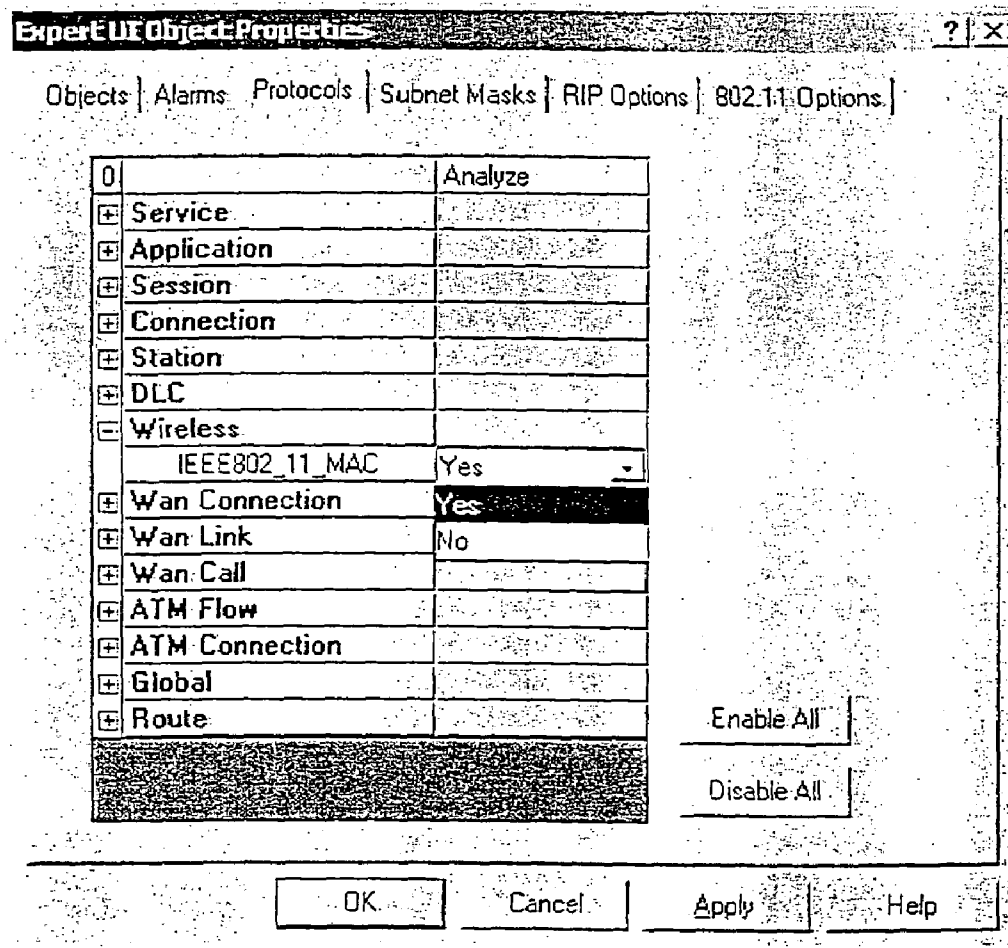 Expert UI Object Properties ? ×
Objects Alarms Protocols Subnet Masks RIP Options 802.11 Options
0 Analyze
+ Service
+ Application
+ Session
+ Connection
+ Station
+ DLC
- Wireless
IEEE802_11_MAC Yes
+ Wan Connection Yes
+ Wan Link No
+ Wan Call
+ ATM Flow
+ ATM Connection
+ Global
+ Route
Enable All
Disable All
OK Cancel Apply Help